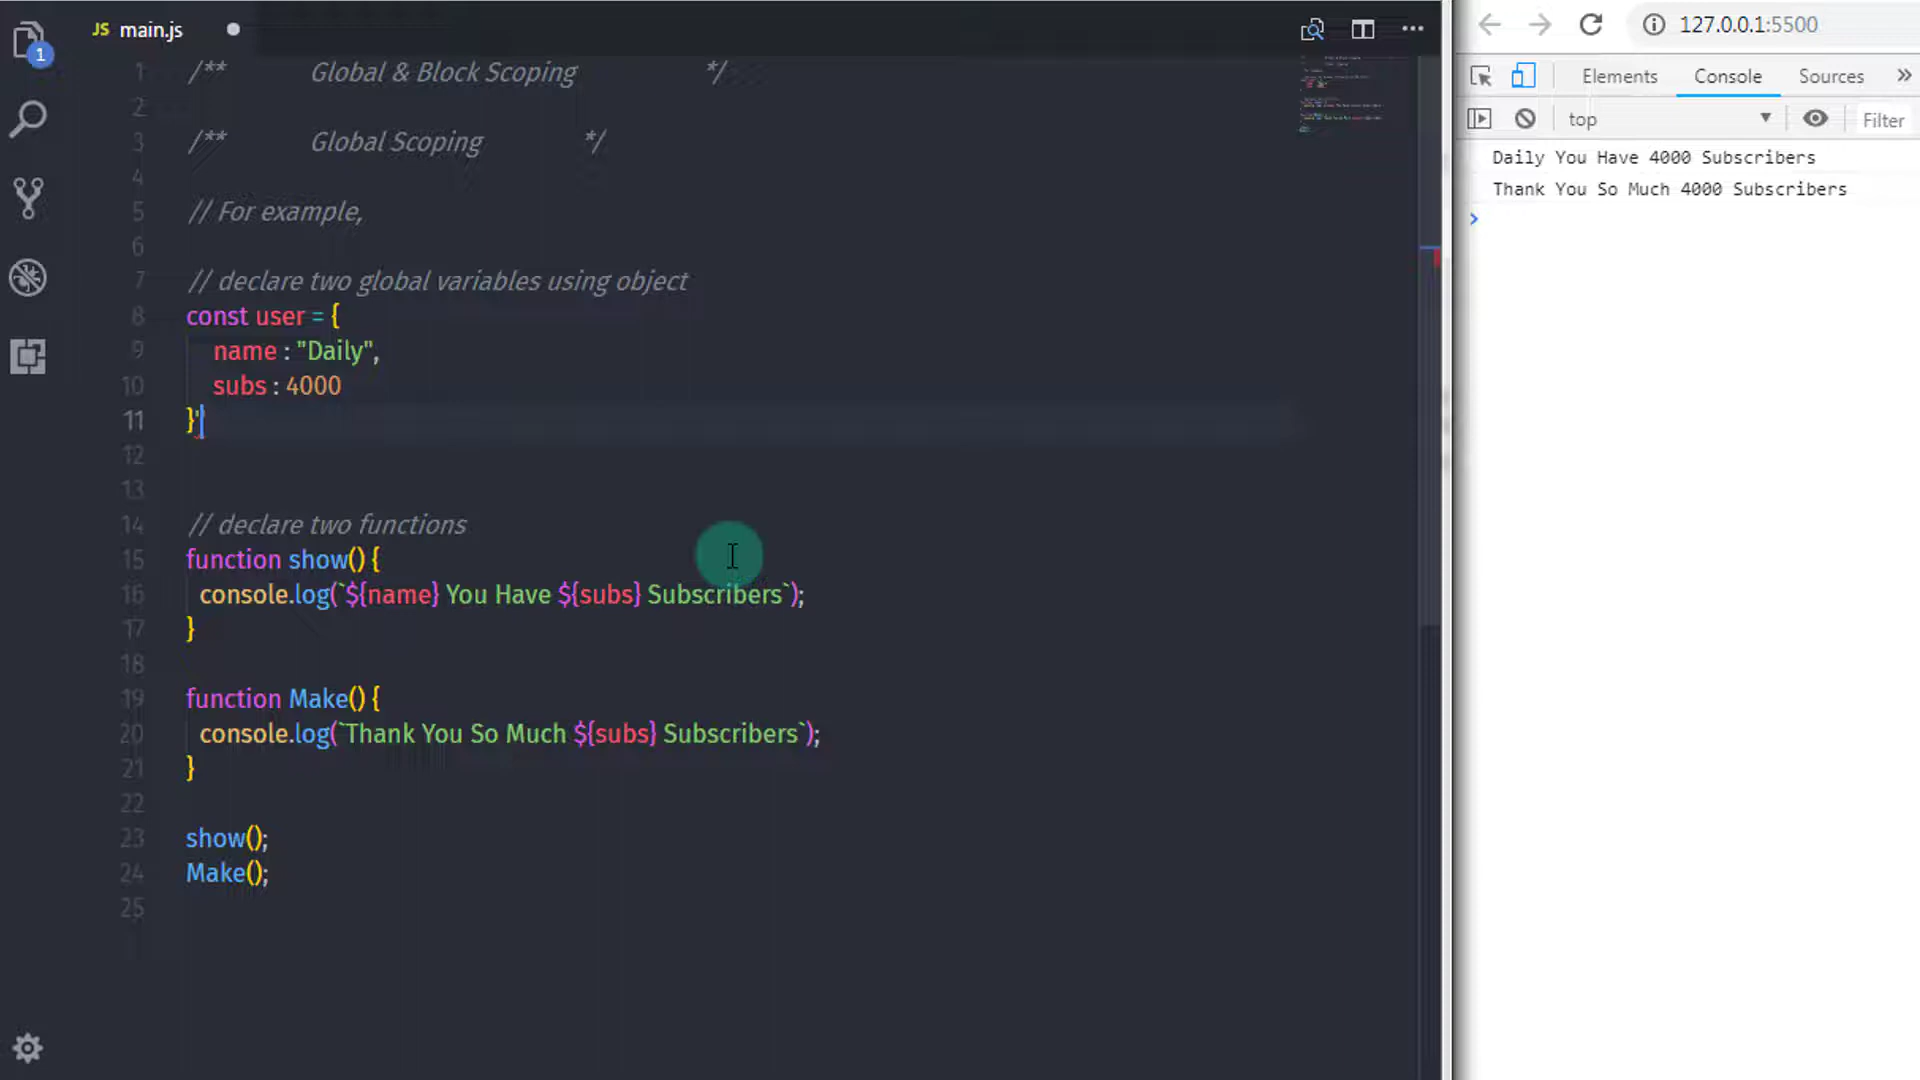 JS main.js
1
1 /** Global & Block Scoping */
2
3 /** Global Scoping */
4
5 // For example,
6
7 // declare two global variables using object
8 const user = {
9 name : "Daily",
10 subs : 4000
11 }'
12
13
14 // declare two functions
15 function show() {
16 console.log(`${name} You Have ${subs} Subscribers`);
17 }
18
19 function Make() {
20 console.log(`Thank You So Much ${subs} Subscribers`);
21 }
22
23 show();
24 Make();
25
127.0.0.1:5500
Elements Console Sources »
top Filter
Daily You Have 4000 Subscribers
Thank You So Much 4000 Subscribers